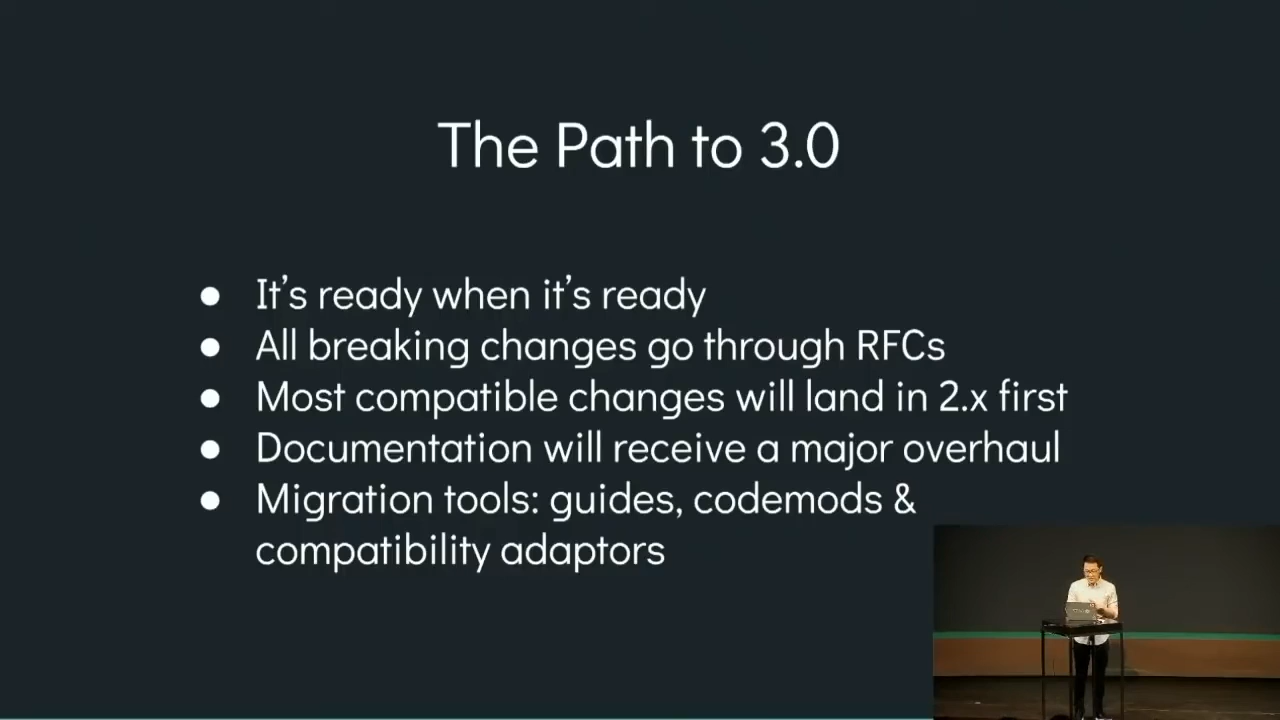 The Path to 3.0
● It’s ready when it’s ready
● All breaking changes go through RFCs
● Most compatible changes will land in 2.x first
● Documentation will receive a major overhaul
● Migration tools: guides, codemods &
compatibility adaptors